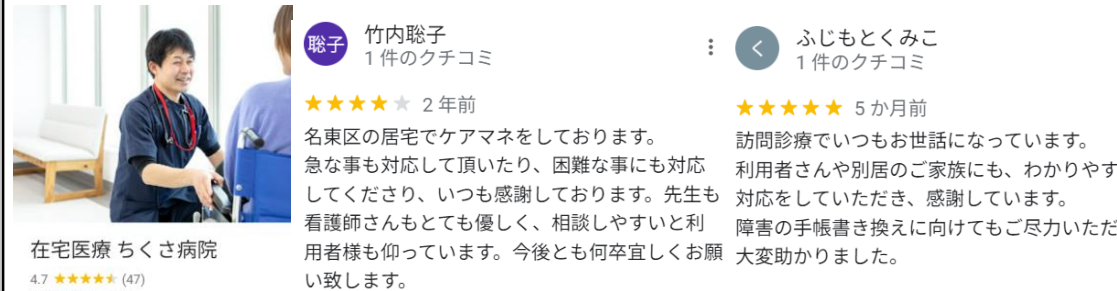 在宅医療 ちくさ病院
4.7 ★★★★★ (47)
聡子
竹内聡子
1 件のクチコミ
★★★★★ 2 年前
名東区の居宅でケアマネをしております。
急な事も対応して頂いたり、困難な事にも対応
してくださり、いつも感謝しております。先生も
看護師さんもとても優しく、相談しやすいと利
用者様も仰っています。今後とも何卒宜しくお願
い致します。
く
ふじもとくみこ
1 件のクチコミ
★★★★★ 5 か月前
訪問診療でいつもお世話になっています。
利用者さんや別居のご家族にも、わかりやす
対応をしていただき、感謝しています。
障害の手帳書き換えに向けてもご尽力いただ
大変助かりました。